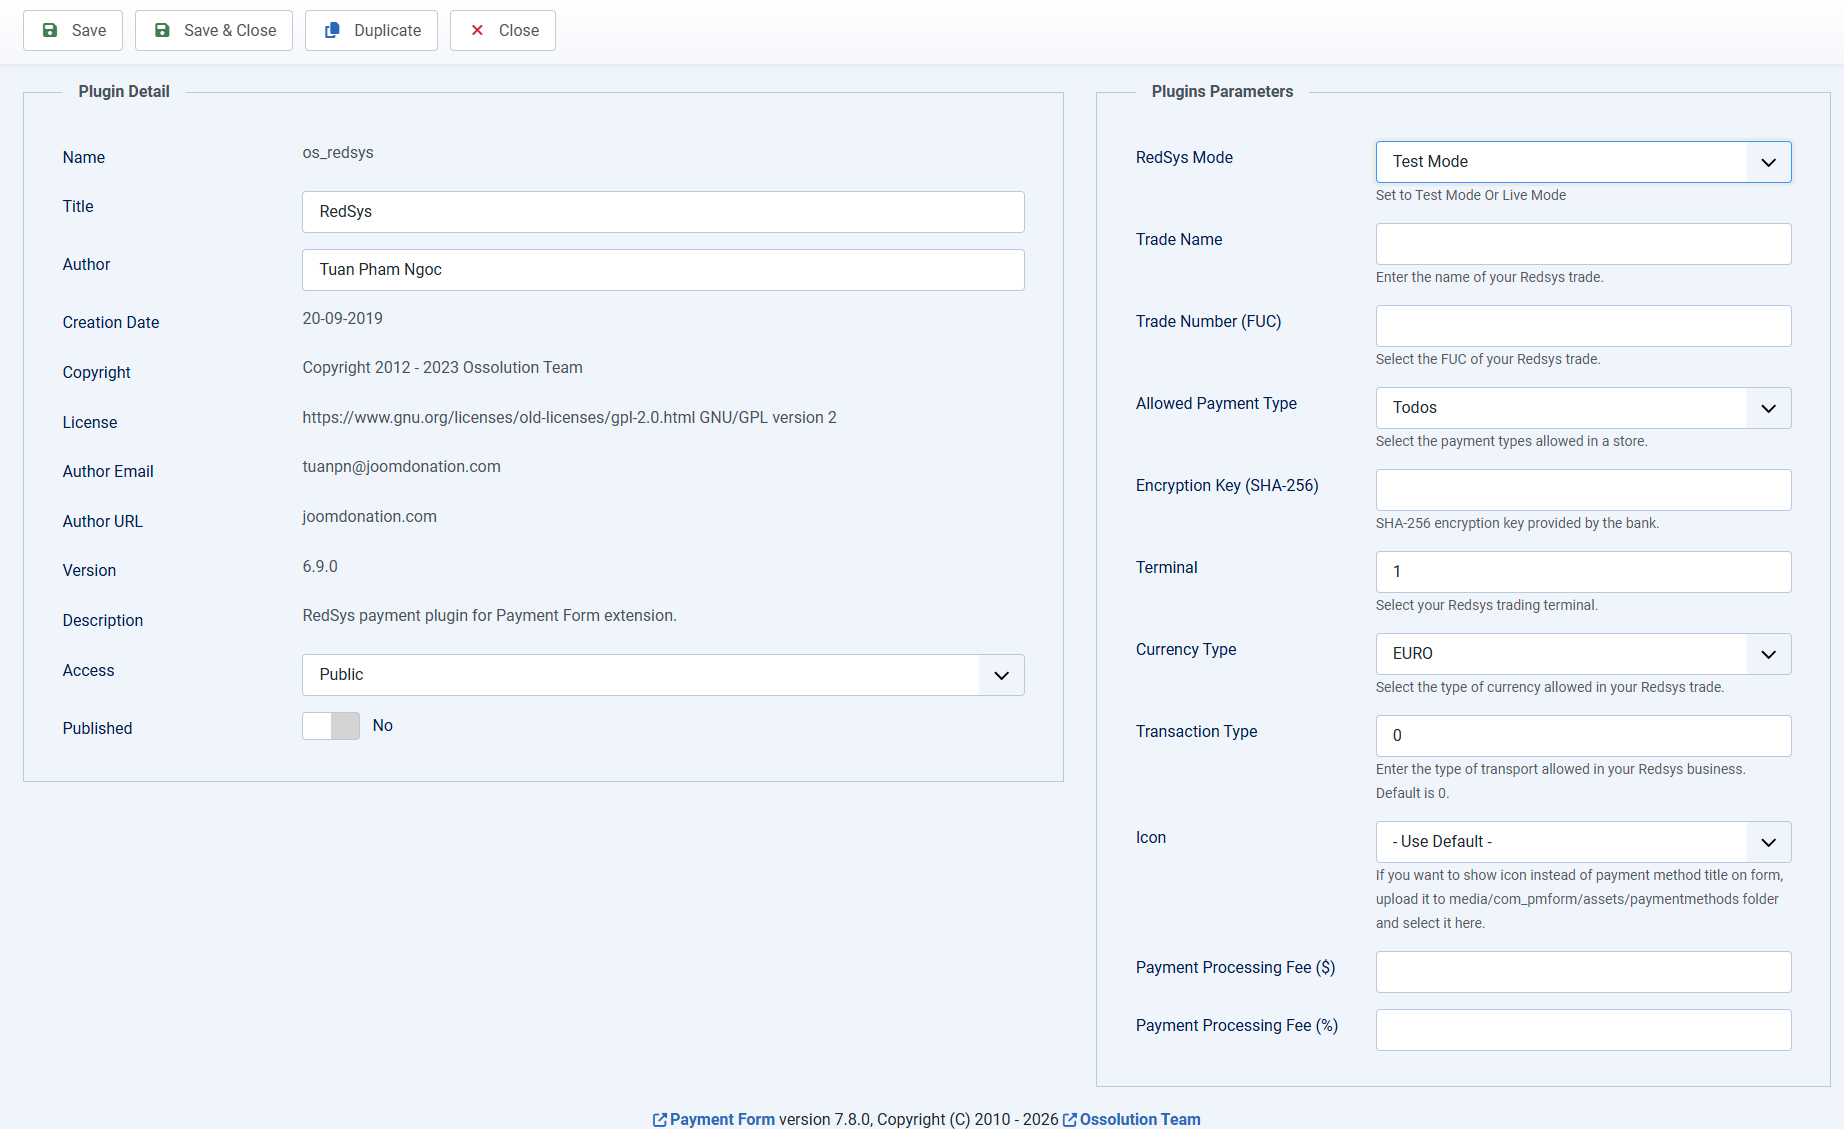 Save
Save & Close
Duplicate
Close
Plugin Detail
Name
os_redsys
Title
RedSys
Author
Tuan Pham Ngoc
Creation Date
20-09-2019
Copyright
Copyright 2012 - 2023 Ossolution Team
License
https://www.gnu.org/licenses/old-licenses/gpl-2.0.html GNU/GPL version 2
Author Email
tuanpn@joomdonation.com
Author URL
joomdonation.com
Version
6.9.0
Description
RedSys payment plugin for Payment Form extension.
Access
Public
Published
No
Plugins Parameters
RedSys Mode
Test Mode
Set to Test Mode Or Live Mode
Trade Name
Enter the name of your Redsys trade.
Trade Number (FUC)
Select the FUC of your Redsys trade.
Allowed Payment Type
Todos
Select the payment types allowed in a store.
Encryption Key (SHA-256)
SHA-256 encryption key provided by the bank.
Terminal
1
Select your Redsys trading terminal.
Currency Type
EURO
Select the type of currency allowed in your Redsys trade.
Transaction Type
0
Enter the type of transport allowed in your Redsys business.
Default is 0.
Icon
- Use Default -
If you want to show icon instead of payment method title on form,
upload it to media/com_pmform/assets/paymentmethods folder
and select it here.
Payment Processing Fee ($)
Payment Processing Fee (%)
Payment Form version 7.8.0, Copyright (C) 2010 - 2026 Ossolution Team